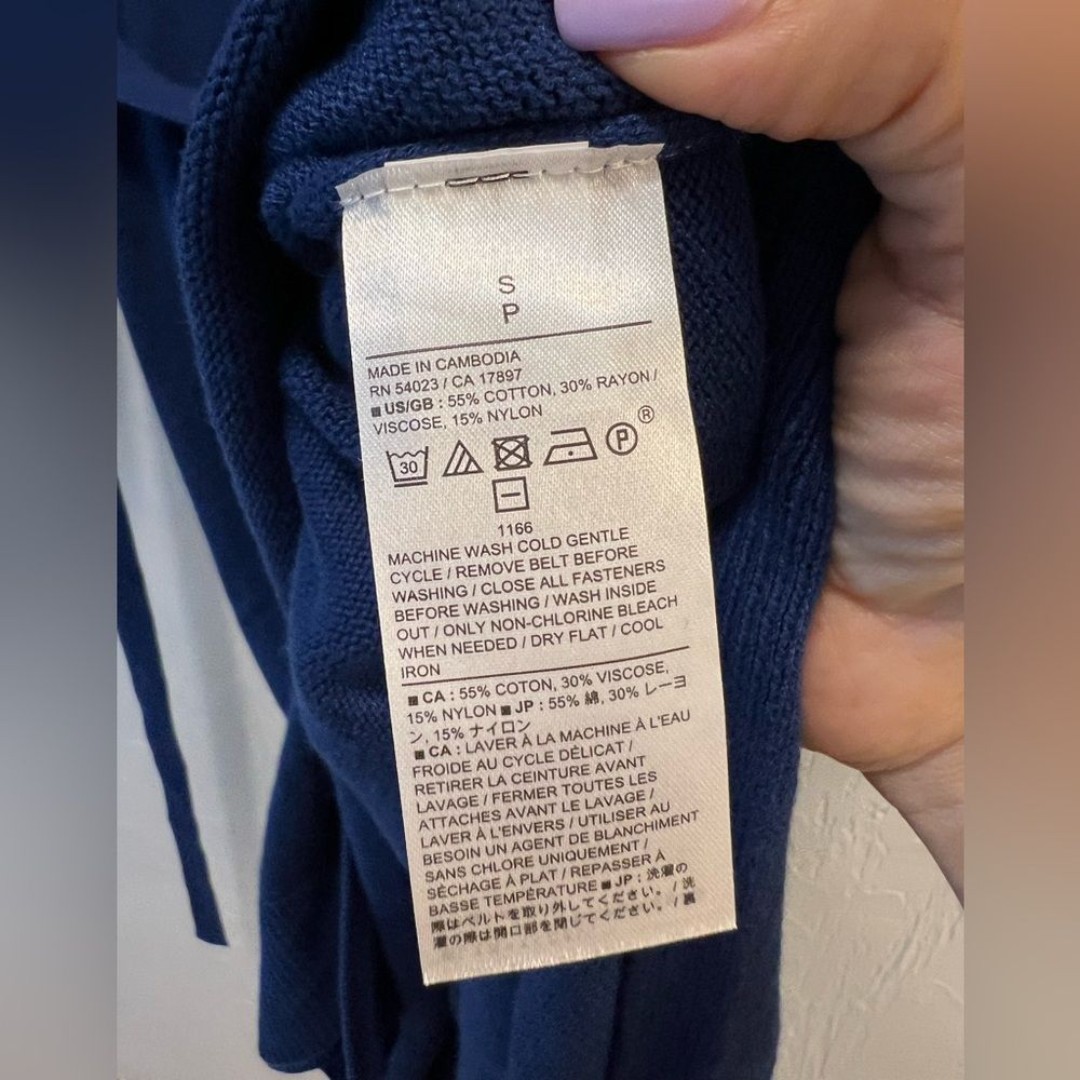 S
P
MADE IN CAMBODIA
RN 54023 / CA 17897
■ US/GB : 55% COTTON, 30% RAYON /
VISCOSE, 15% NYLON
30 P ®
1166
MACHINE WASH COLD GENTLE
CYCLE / REMOVE BELT BEFORE
WASHING / CLOSE ALL FASTENERS
BEFORE WASHING / WASH INSIDE
OUT / ONLY NON-CHLORINE BLEACH
WHEN NEEDED / DRY FLAT / COOL
IRON
■ CA : 55% COTON, 30% VISCOSE,
15% NYLON ■ JP : 55% 綿, 30% レーヨ
ン, 15% ナイロン
■ CA : LAVER À LA MACHINE À L'EAU
FROIDE AU CYCLE DÉLICAT /
RETIRER LA CEINTURE AVANT
LAVAGE / FERMER TOUTES LES
ATTACHES AVANT LE LAVAGE /
LAVER À L'ENVERS / UTILISER AU
BESOIN UN AGENT DE BLANCHIMENT
SANS CHLORE UNIQUEMENT /
SÉCHAGE À PLAT / REPASSER À
BASSE TEMPÉRATURE ■ JP : 洗濯の
際はベルトを取り外してください。 / 洗
濯の際は開口部を閉じてください。 / 裏